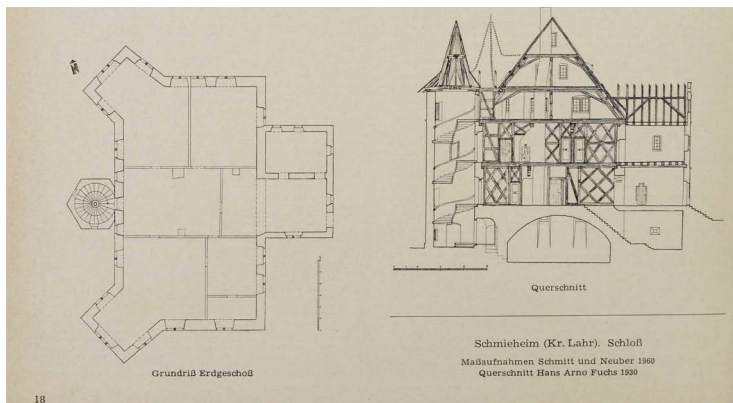 N
Grundriß Erdgeschoß
Querschnitt
Schmieheim (Kr. Lahr). Schloß
Maßaufnahmen Schmitt und Neuber 1960
Querschnitt Hans Arno Fuchs 1930
18